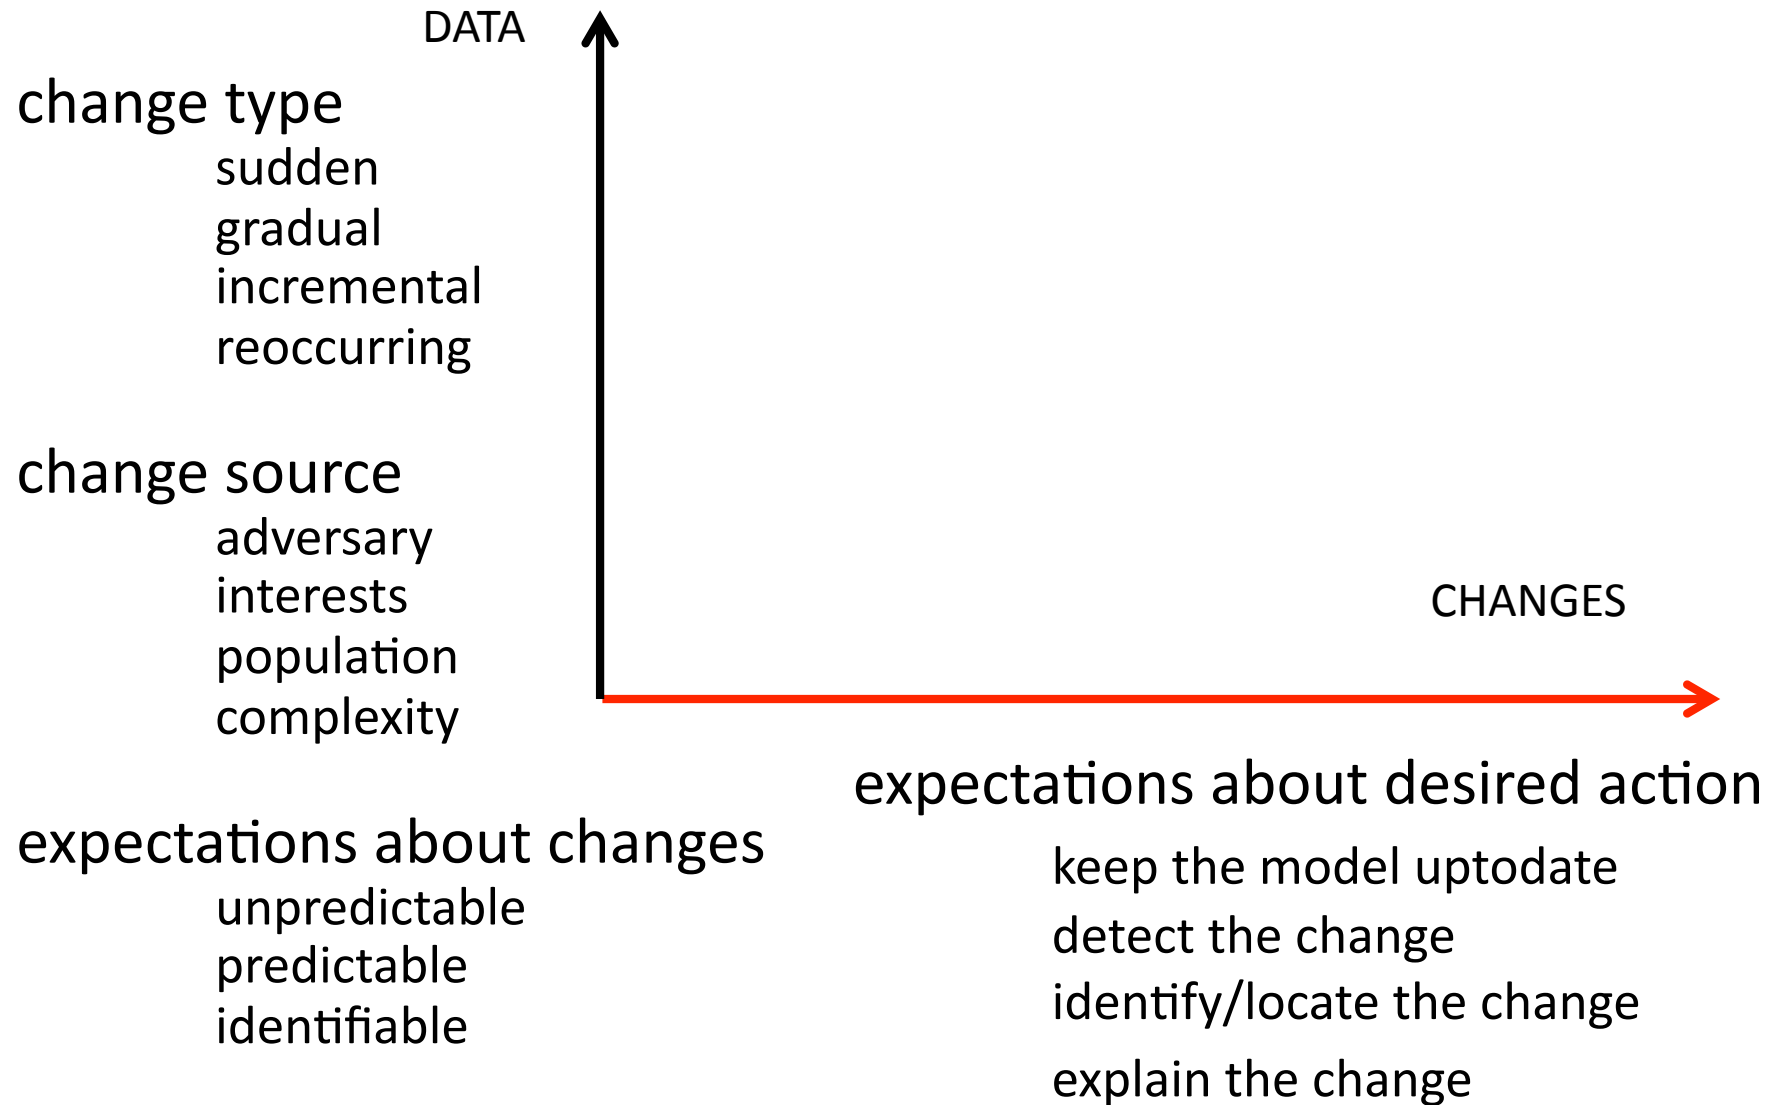 DATA
change type
sudden
gradual
incremental
reoccurring
change source
adversary
interests
population
complexity
expectations about changes
unpredictable
predictable
identifiable
CHANGES
expectations about desired action
keep the model uptodate
detect the change
identify/locate the change
explain the change